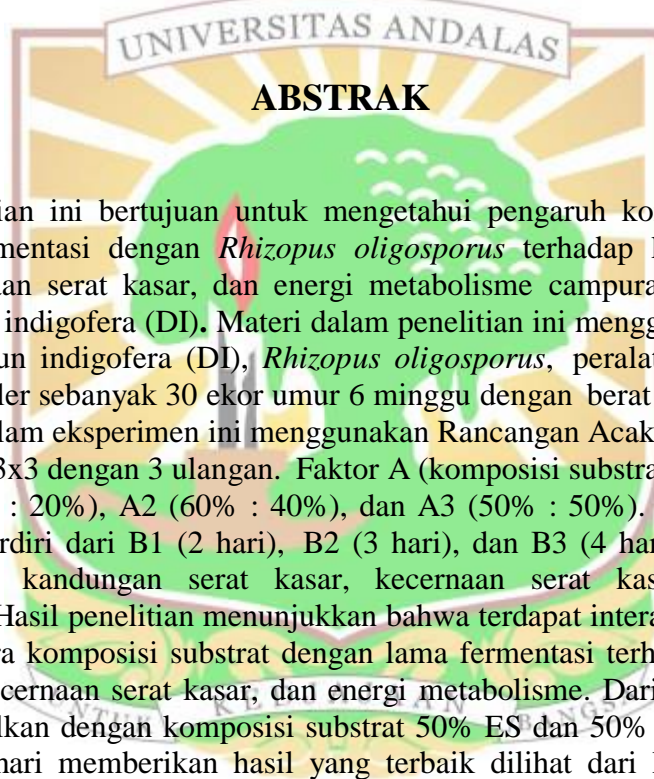 UNIVERSITAS ANDALAS
ABSTRAK
ian ini bertujuan untuk mengetahui pengaruh ko
mentasi dengan Rhizopus oligosporus terhadap
an serat kasar, dan energi metabolisme campura
indigofera (DI). Materi dalam penelitian ini mengg
un indigofera (DI), Rhizopus oligosporus, peralat
ler sebanyak 30 ekor umur 6 minggu dengan berat
lam eksperimen ini menggunakan Rancangan Acak
3x3 dengan 3 ulangan. Faktor A (komposisi substra
: 20%), A2 (60% : 40%), dan A3 (50% : 50%).
rdiri dari B1 (2 hari), B2 (3 hari), dan B3 (4 har
kandungan serat kasar, kecernaan serat kas
Hasil penelitian menunjukkan bahwa terdapat intera
ra komposisi substrat dengan lama fermentasi terh
ecernaan serat kasar, dan energi metabolisme. Dari
lkan dengan komposisi substrat 50% ES dan 50%
hari memberikan hasil yang terbaik dilihat dari
UNTUK KEDJAJAAN BANGSA